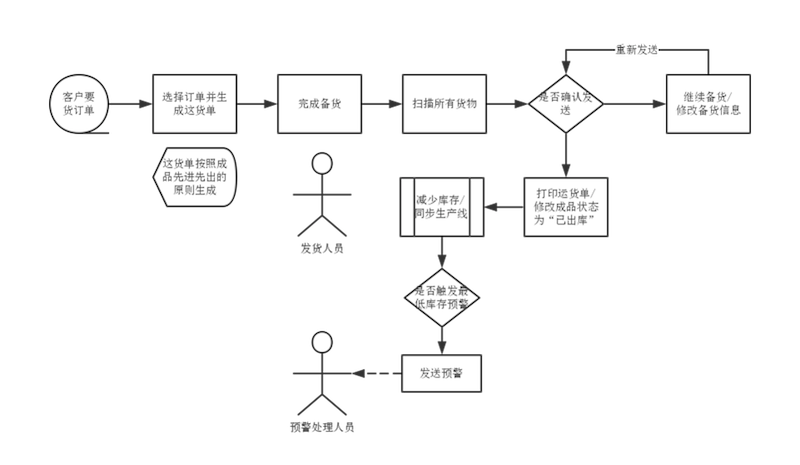 重新发送
客户要
货订单
选择订单并生
成这货单
完成备货
扫描所有货物
是否确认发
送
继续备货/
修改备货信息
这货单按照成
品先进先出的
原则生成
发货人员
减少库存/
同步生产线
打印运货单/
修改成品状态
为“已出库”
是否触发最
低库存预警
发送预警
预警处理人员